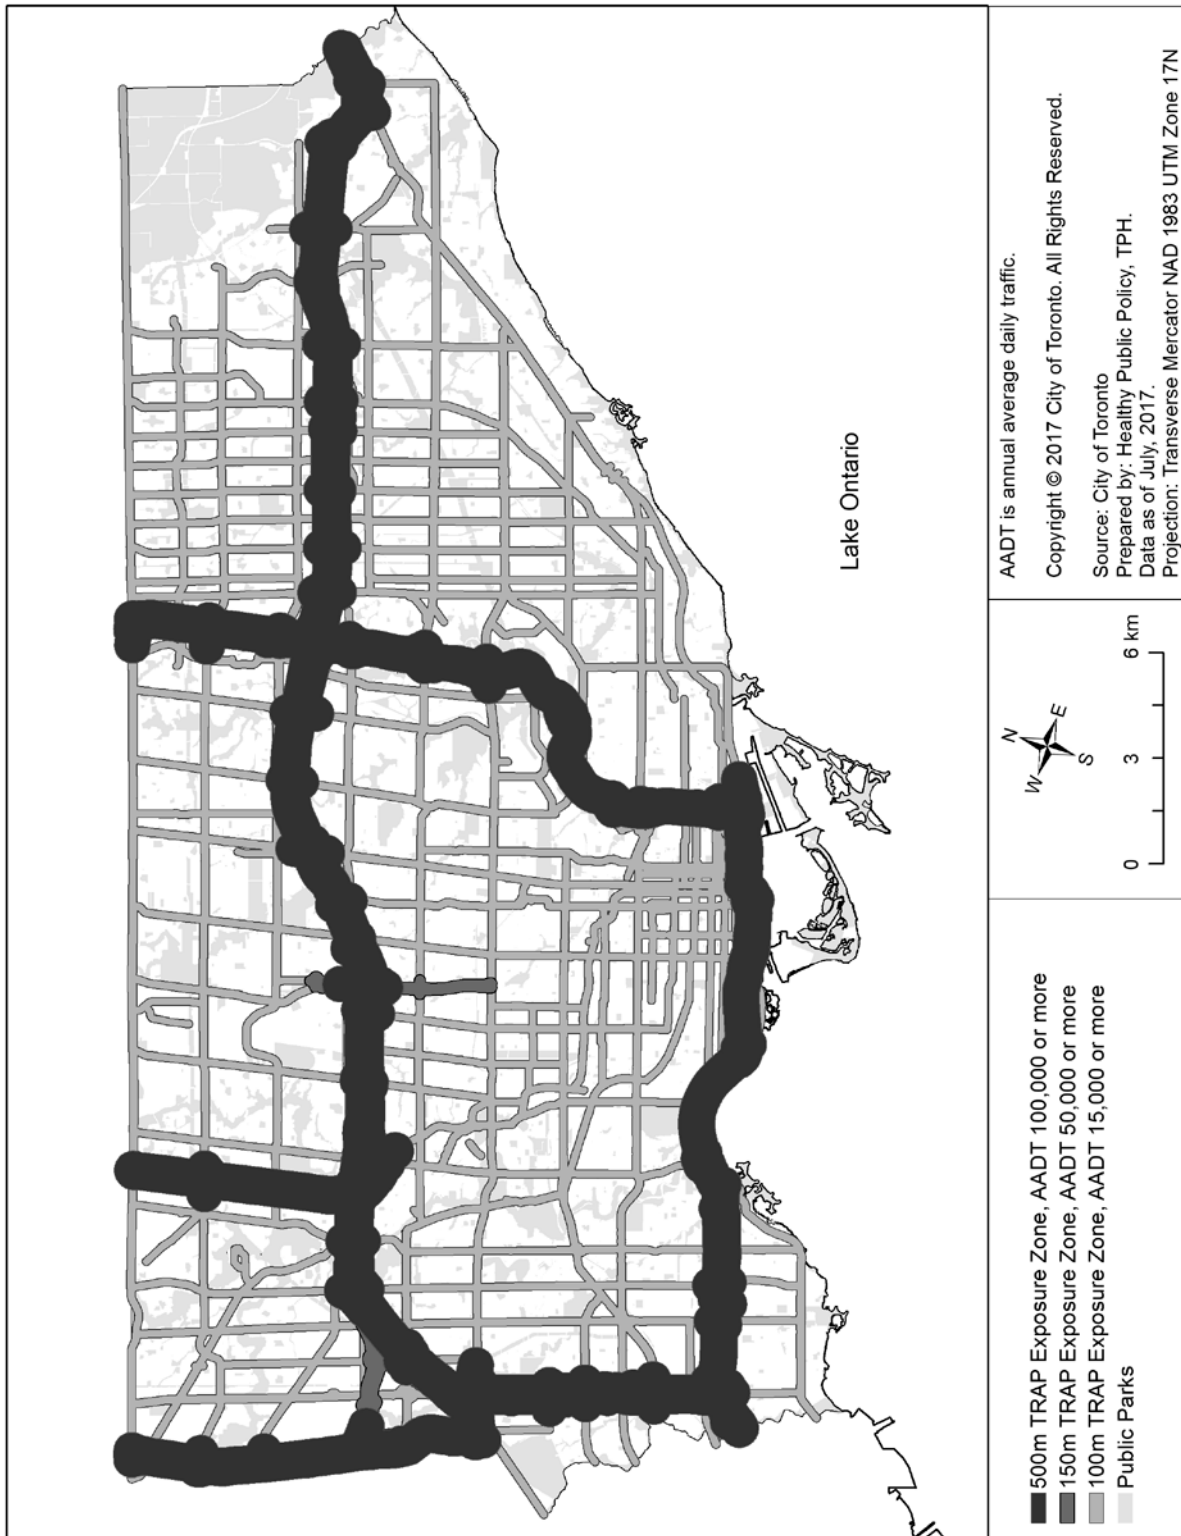 Lake Ontario
500m TRAP Exposure Zone, AADT 100,000 or more
150m TRAP Exposure Zone, AADT 50,000 or more
100m TRAP Exposure Zone, AADT 15,000 or more
Public Parks
N
W
E
S
0
3
6 km
AADT is annual average daily traffic.
Copyright © 2017 City of Toronto. All Rights Reserved.
Source: City of Toronto
Prepared by: Healthy Public Policy, TPH.
Data as of July, 2017.
Projection: Transverse Mercator NAD 1983 UTM Zone 17N